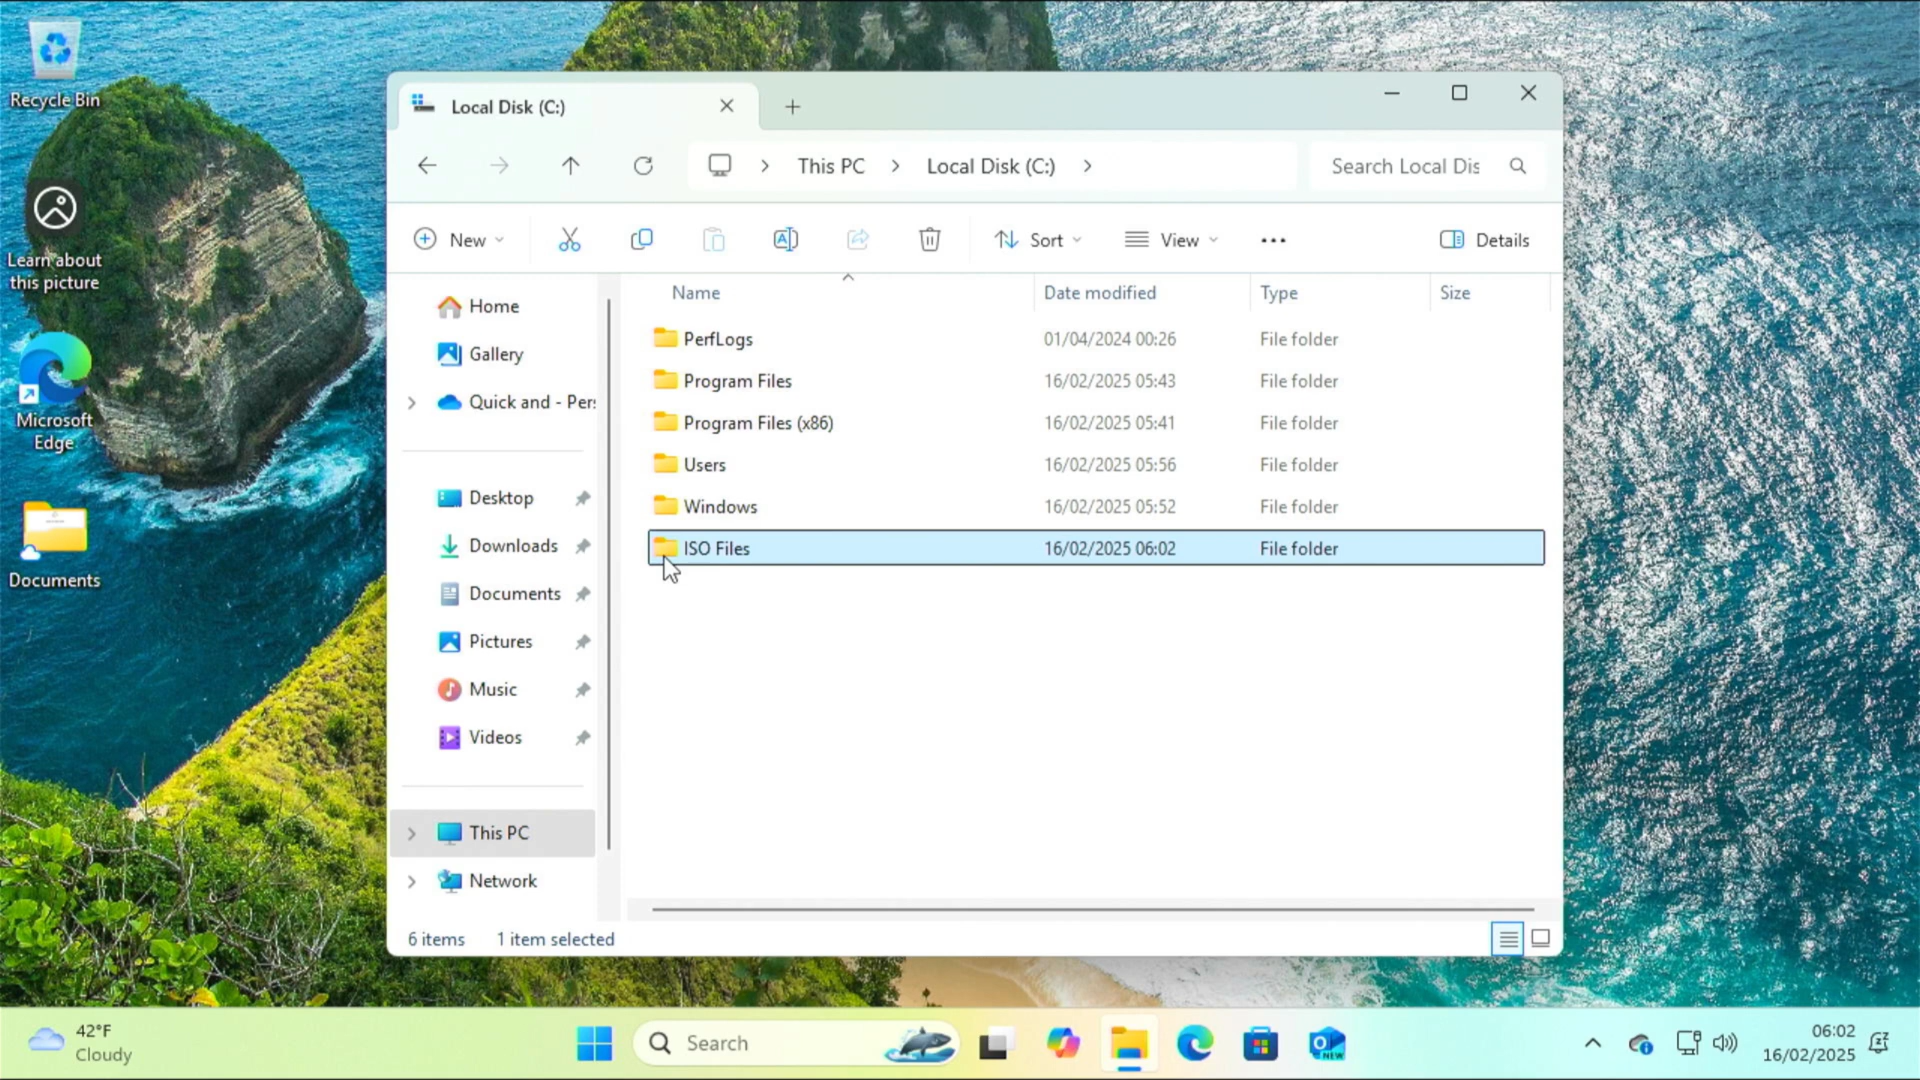 Recycle Bin
Learn about
this picture
Microsoft
Edge
Documents
Local Disk (C:)
This PC
Local Disk (C:)
Search Local Dis
New
Sort
View
Details
Home
Gallery
Quick and - Pers
Desktop
Downloads
Documents
Pictures
Music
Videos
This PC
Network
Name Date modified Type Size
PerfLogs 01/04/2024 00:26 File folder
Program Files 16/02/2025 05:43 File folder
Program Files (x86) 16/02/2025 05:41 File folder
Users 16/02/2025 05:56 File folder
Windows 16/02/2025 05:52 File folder
ISO Files 16/02/2025 06:02 File folder
6 items 1 item selected
42°F
Cloudy
Search
NEW
06:02
16/02/2025